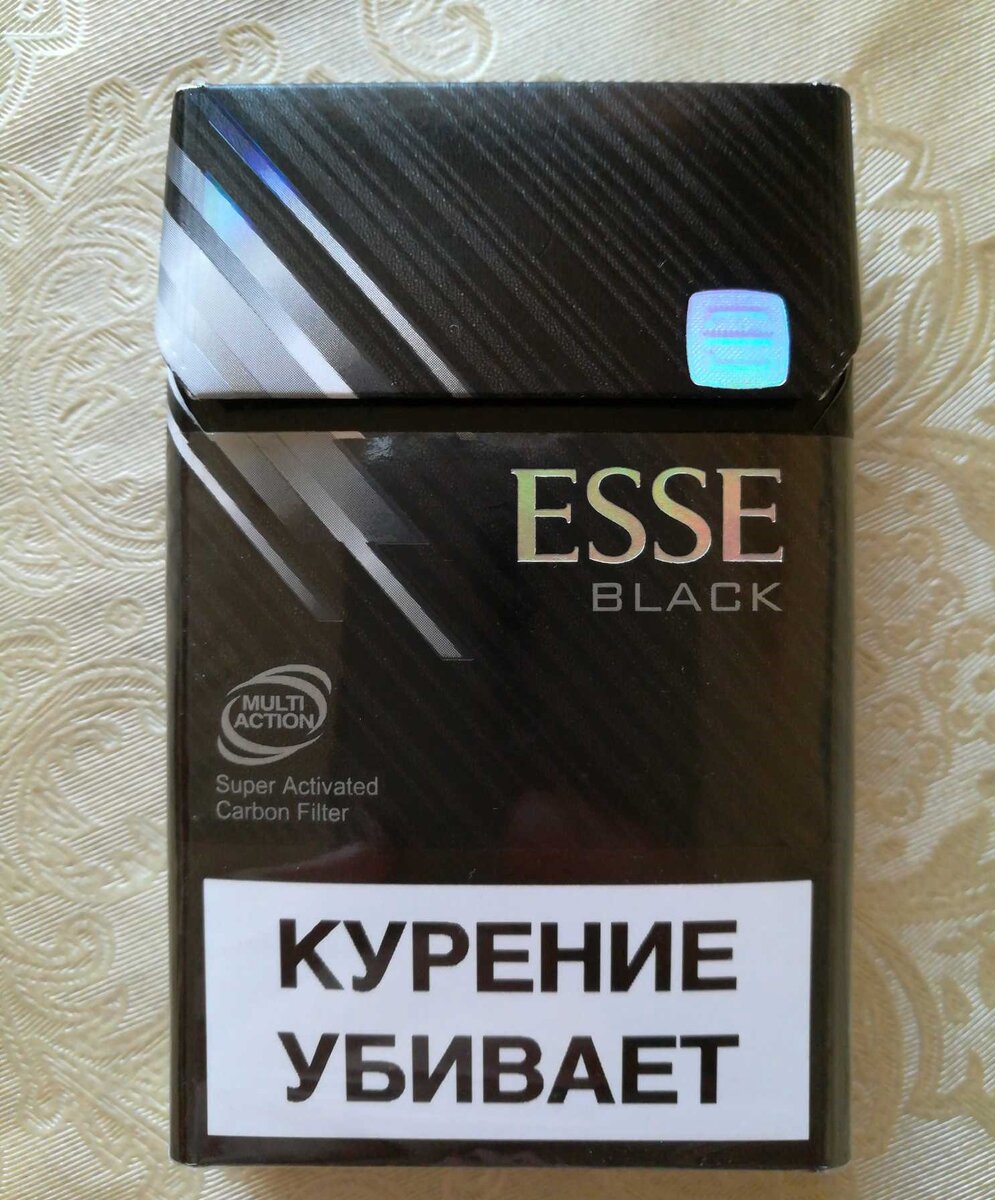 ESSE
BLACK
MULTI
ACTION
Super Activated
Carbon Filter
КУРЕНИЕ
УБИВАЕТ